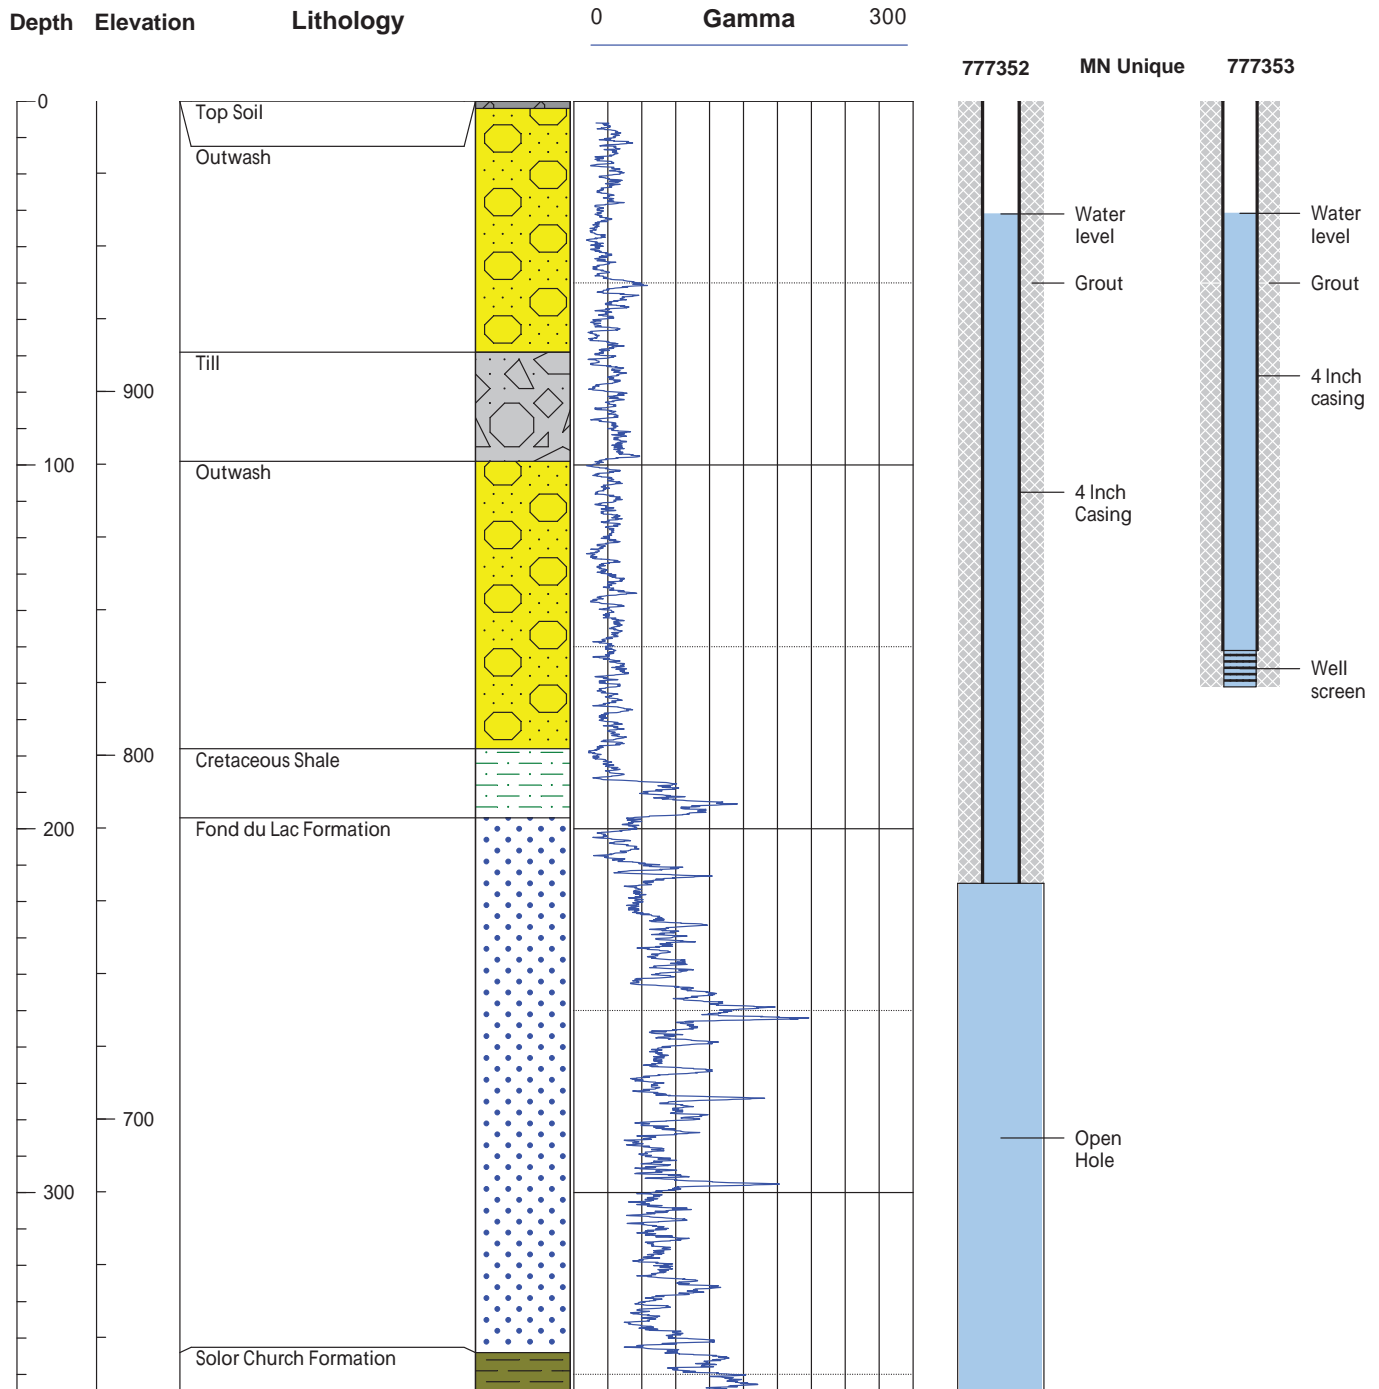 Depth Elevation Lithology 0 Gamma 300
777352 MN Unique 777353
0
Top Soil
Outwash
Water
level
Water
level
Grout
Grout
Till
4 Inch
casing
900
100
Outwash
4 Inch
Casing
Well
screen
800
Cretaceous Shale
200
Fond du Lac Formation
700
Open
Hole
300
Solor Church Formation